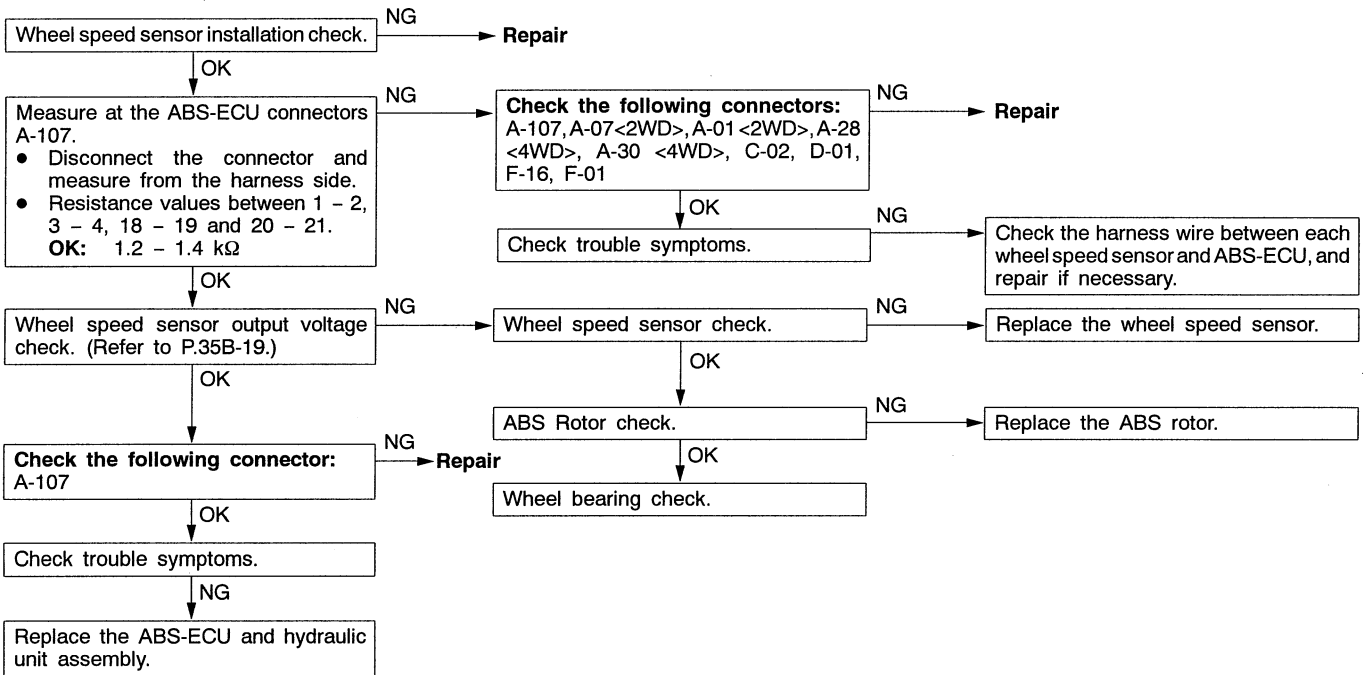 Wheel speed sensor installation check.
NG
Repair
OK
Measure at the ABS-ECU connectors
A-107.
● Disconnect the connector and
measure from the harness side.
● Resistance values between 1 – 2,
3 – 4, 18 – 19 and 20 – 21.
OK: 1.2 – 1.4 kΩ
NG
Check the following connectors:
A-107, A-07<2WD>, A-01 <2WD>, A-28
<4WD>, A-30 <4WD>, C-02, D-01,
F-16, F-01
NG
Repair
OK
Check trouble symptoms.
NG
Check the harness wire between each
wheel speed sensor and ABS-ECU, and
repair if necessary.
OK
Wheel speed sensor output voltage
check. (Refer to P.35B-19.)
NG
Wheel speed sensor check.
NG
Replace the wheel speed sensor.
OK
ABS Rotor check.
NG
Replace the ABS rotor.
OK
Wheel bearing check.
OK
Check the following connector:
A-107
NG
Repair
OK
Check trouble symptoms.
NG
Replace the ABS-ECU and hydraulic
unit assembly.